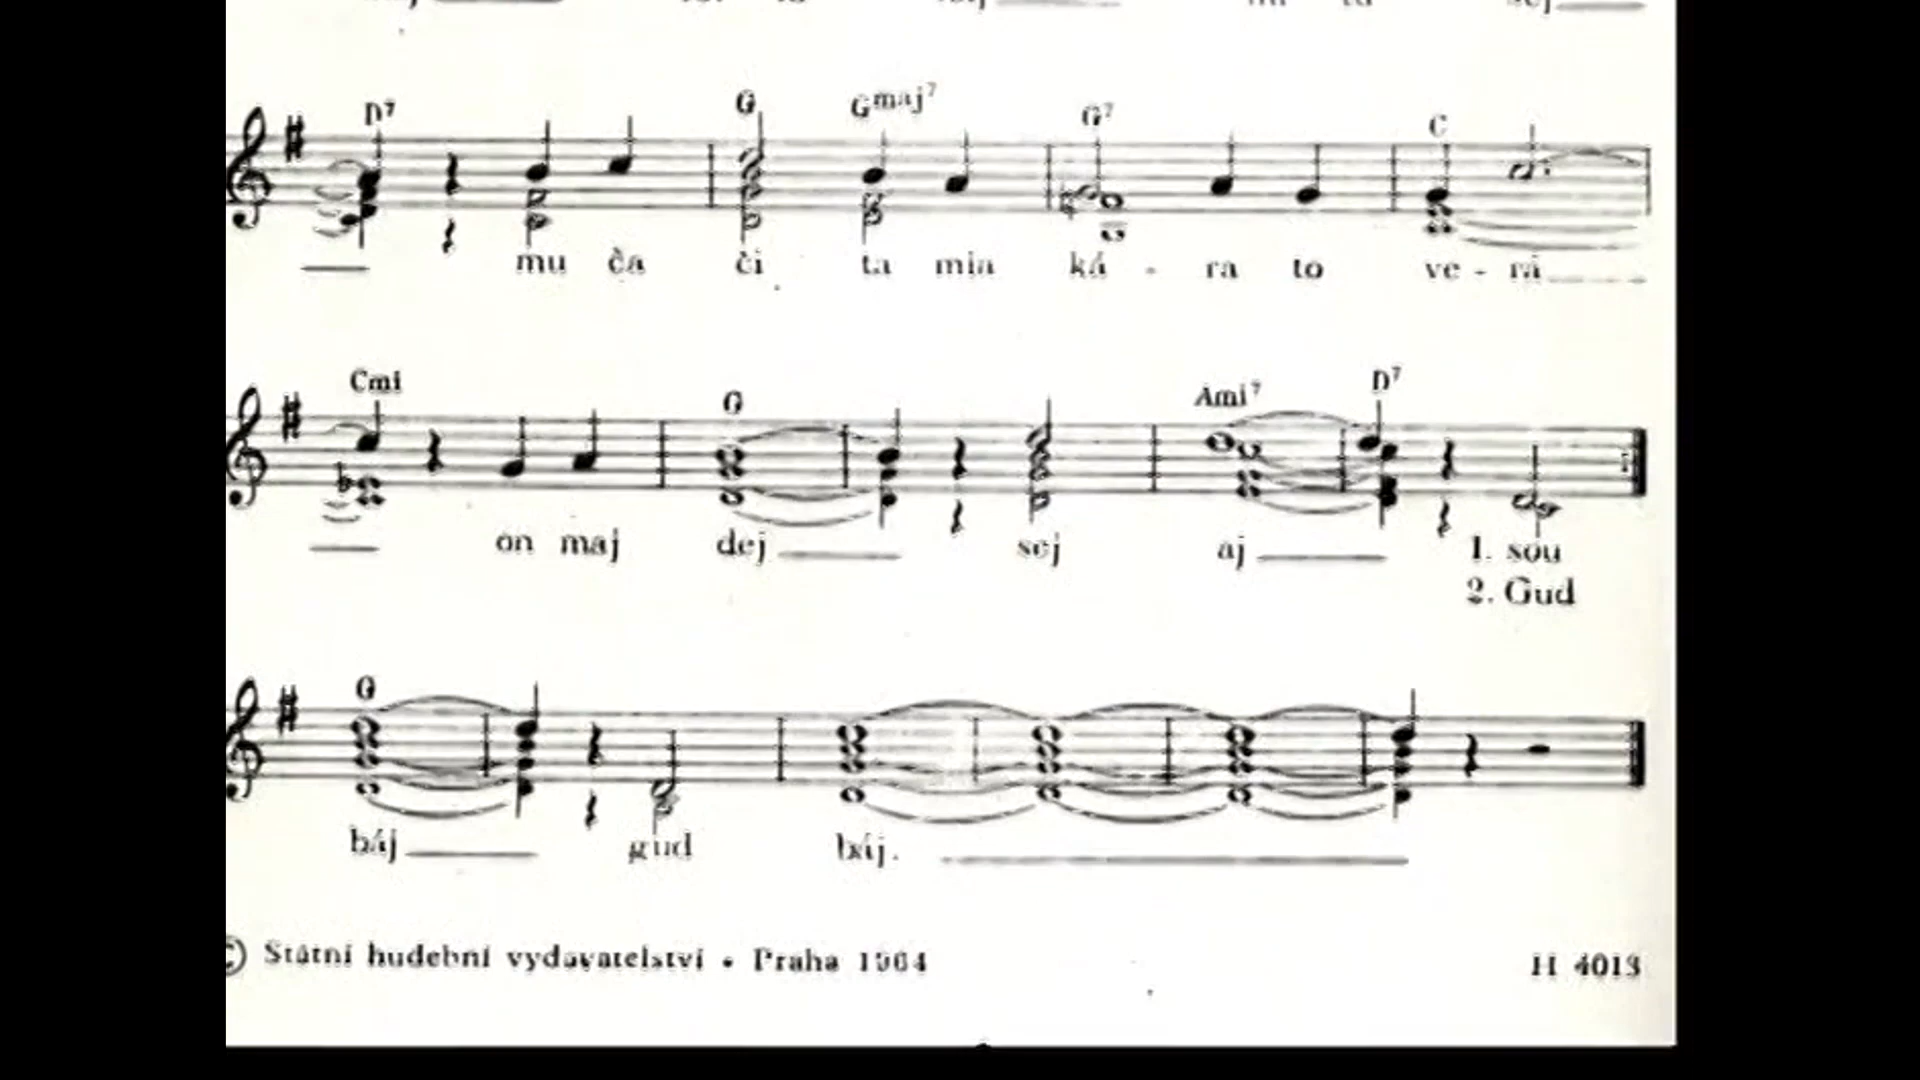 D7 G Gmaj7 G7 C
mu ča či ta mia ká - ra to ve - rá
Cmi G Ami7 D7
on maj dej sej aj 1. sou
2. Gud
G
báj gud báj.
© Státní hudební vydavatelství • Praha 1964 H 4013